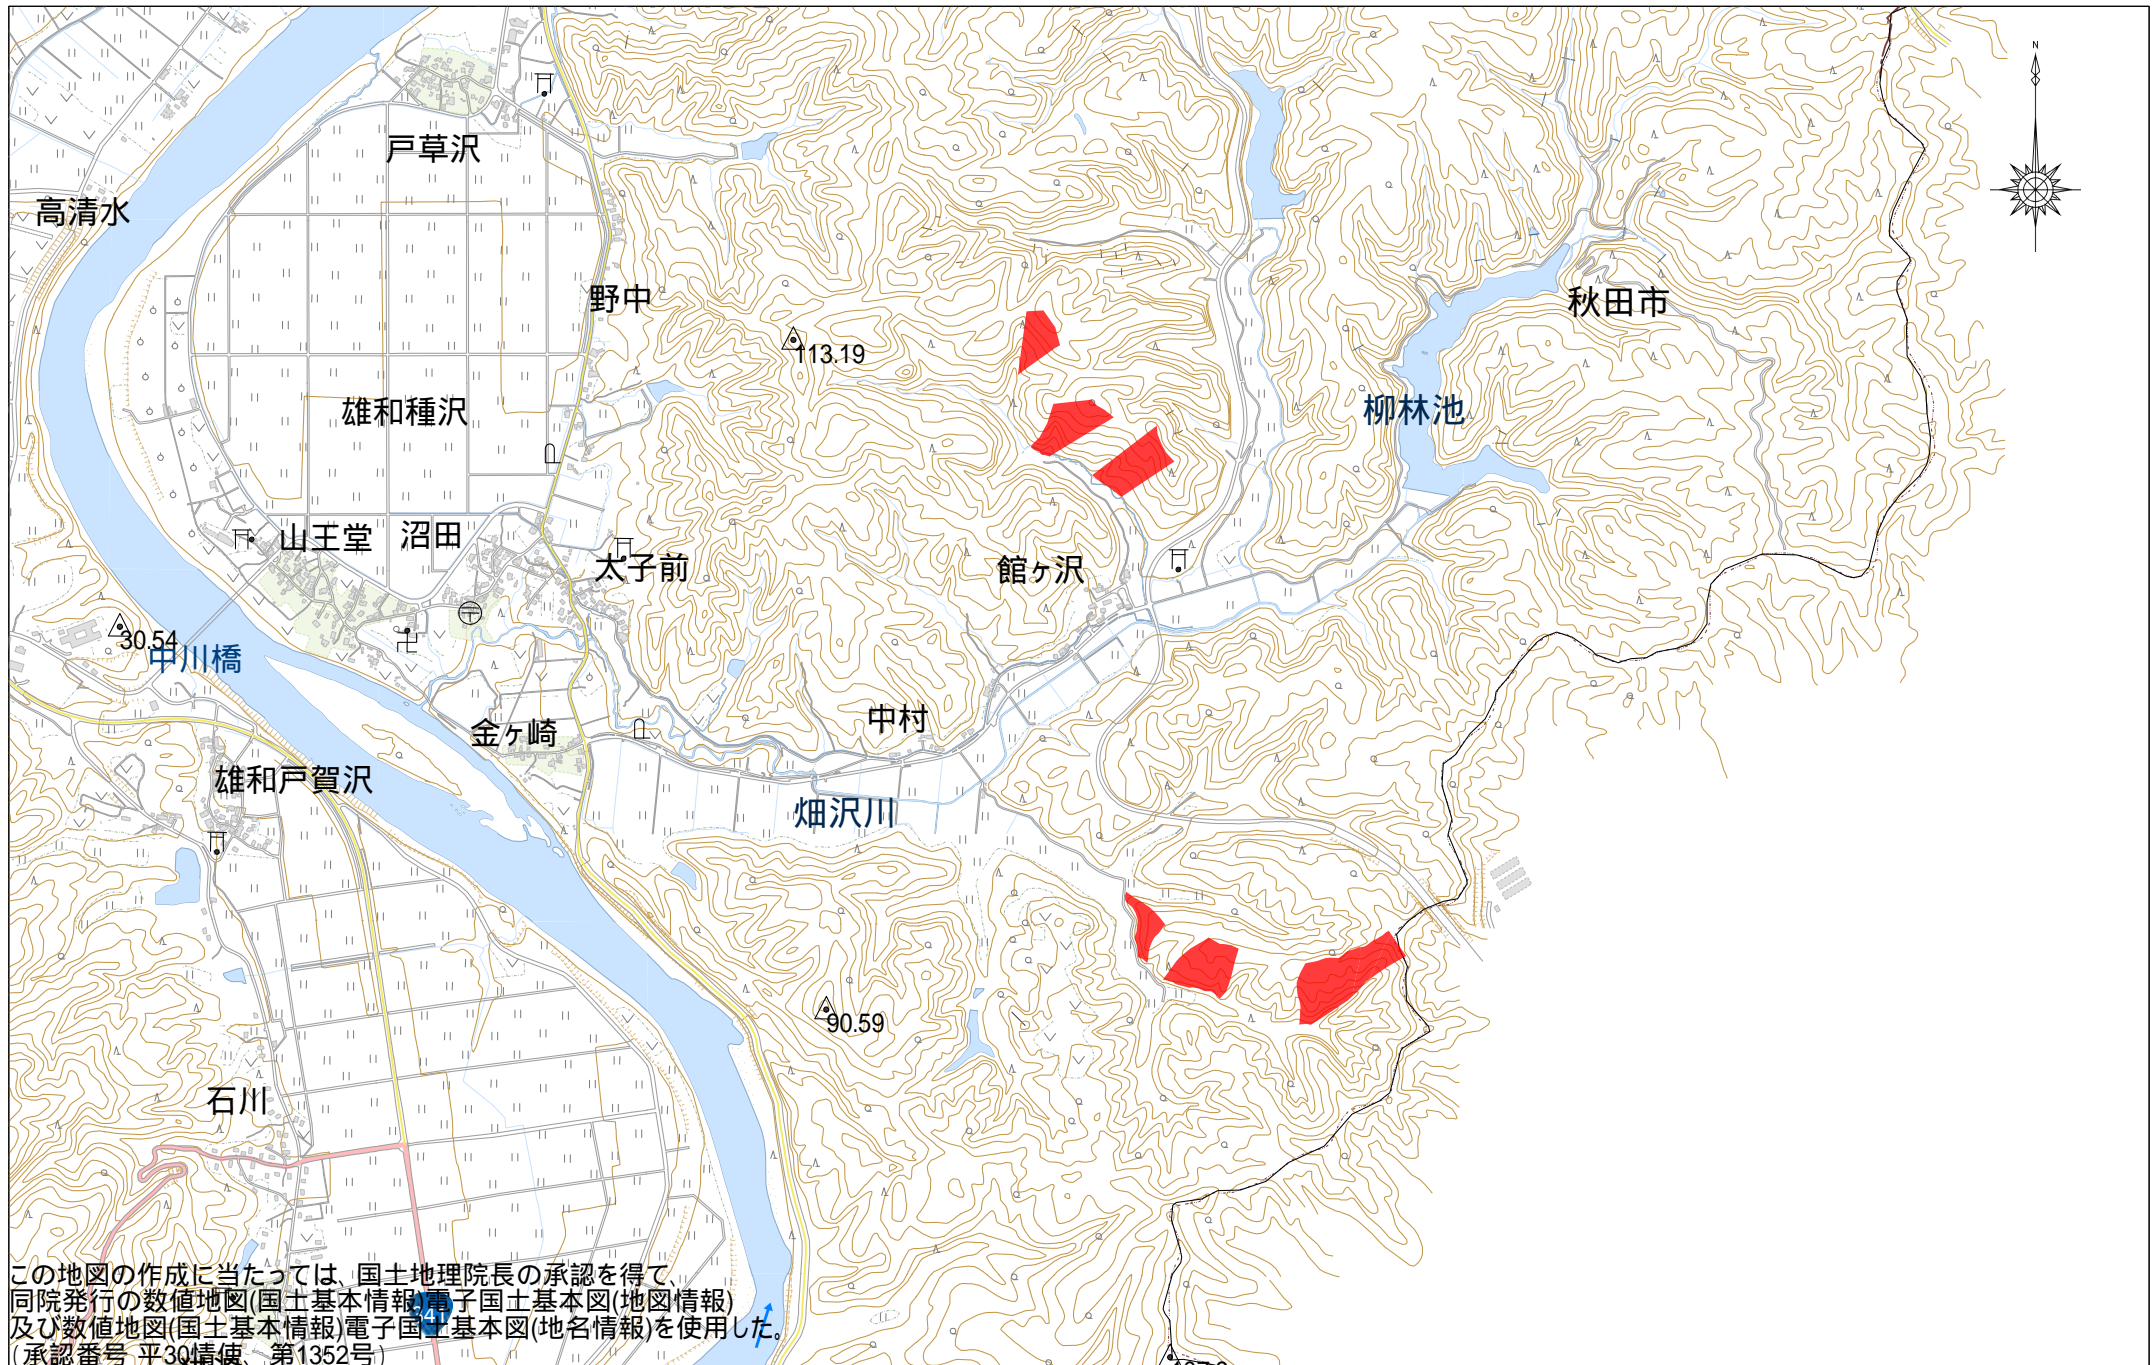 N
戸草沢
高清水
野中
秋田市
113.19
雄和種沢
柳林池
山王堂
沼田
太子前
館ヶ沢
30.54
中川橋
中村
金ヶ崎
雄和戸賀沢
畑沢川
90.59
石川
この地図の作成に当たっては、国土地理院長の承認を得て、
同院発行の数値地図(国土基本情報)電子国土基本図(地図情報)
及び数値地図(国土基本情報)電子国土基本図(地名情報)を使用した。
(承認番号 平30情使、 第1352号)
341